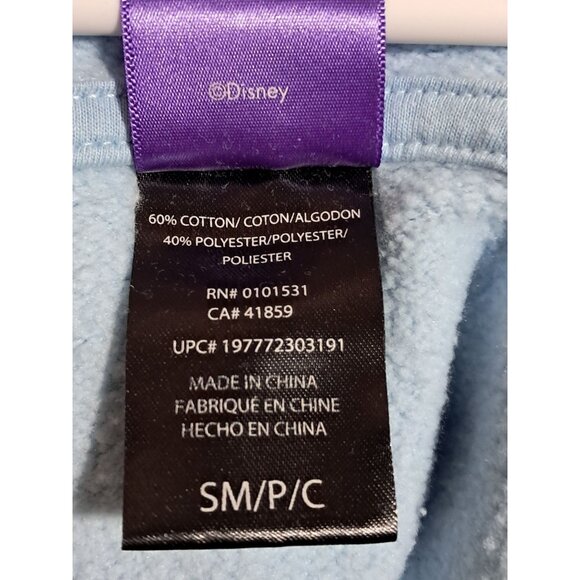 ©Disney
60% COTTON/ COTON/ALGODON
40% POLYESTER/POLYESTER/
POLIESTER
RN# 0101531
CA# 41859
UPC# 197772303191
MADE IN CHINA
FABRIQUÉ EN CHINE
HECHO EN CHINA
SM/P/C